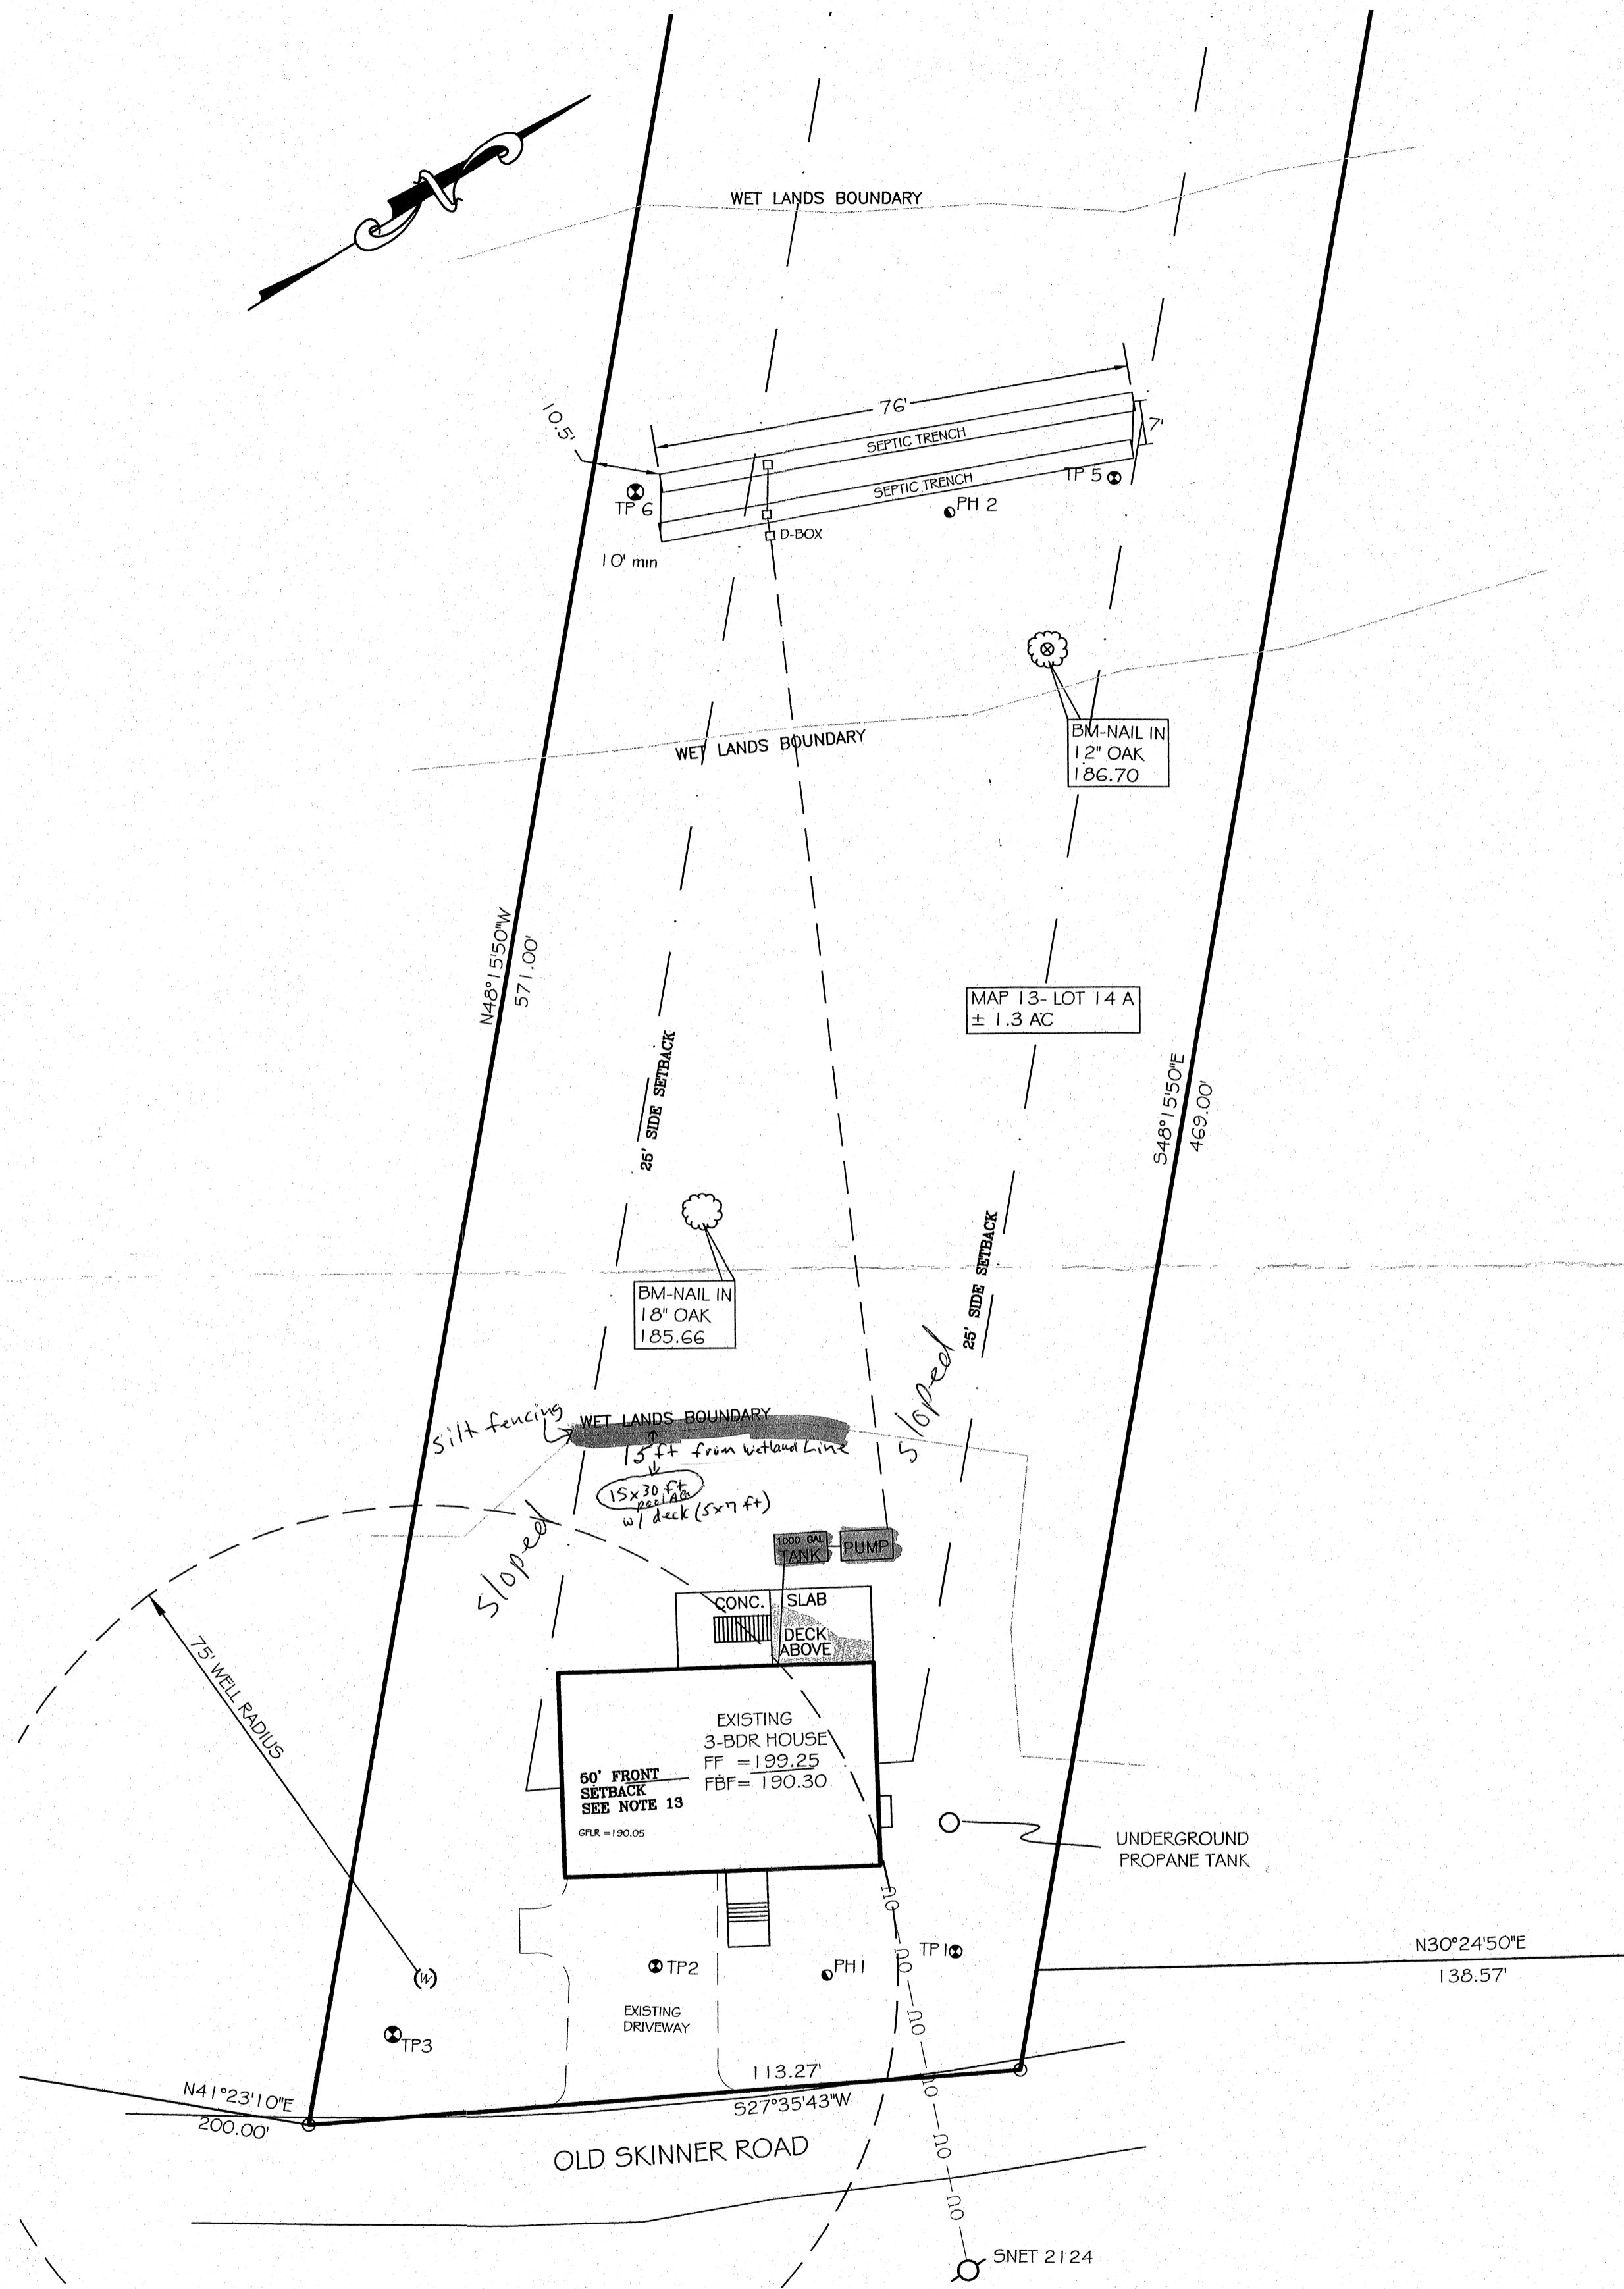 N
WET LANDS BOUNDARY
76'
10.5'
7'
SEPTIC TRENCH
SEPTIC TRENCH
TP 5
TP 6
PH 2
D-BOX
10' min
WET LANDS BOUNDARY
BM-NAIL IN
12" OAK
186.70
N48°15'50"W
571.00'
MAP 13- LOT 14 A
± 1.3 AC
25' SIDE SETBACK
S48°15'50"E
469.00'
25' SIDE SETBACK
BM-NAIL IN
18" OAK
185.66
sloped
silt fencing
WET LANDS BOUNDARY
15 ft from wetland Line
15x30 ft
pool AG
w/ deck (5x7 ft)
sloped
1000 GAL
TANK
PUMP
CONC. SLAB
DECK
ABOVE
75' WELL RADIUS
EXISTING
3-BDR HOUSE
FF =199.25
FBF= 190.30
50' FRONT
SETBACK
SEE NOTE 13
GFLR =190.05
UNDERGROUND
PROPANE TANK
OU
TP1
OU
N30°24'50"E
138.57'
(W)
TP2
PH1
OU
EXISTING
DRIVEWAY
TP3
113.27'
OU
N41°23'10"E
200.00'
S27°35'43"W
OU
OLD SKINNER ROAD
OU
SNET 2124